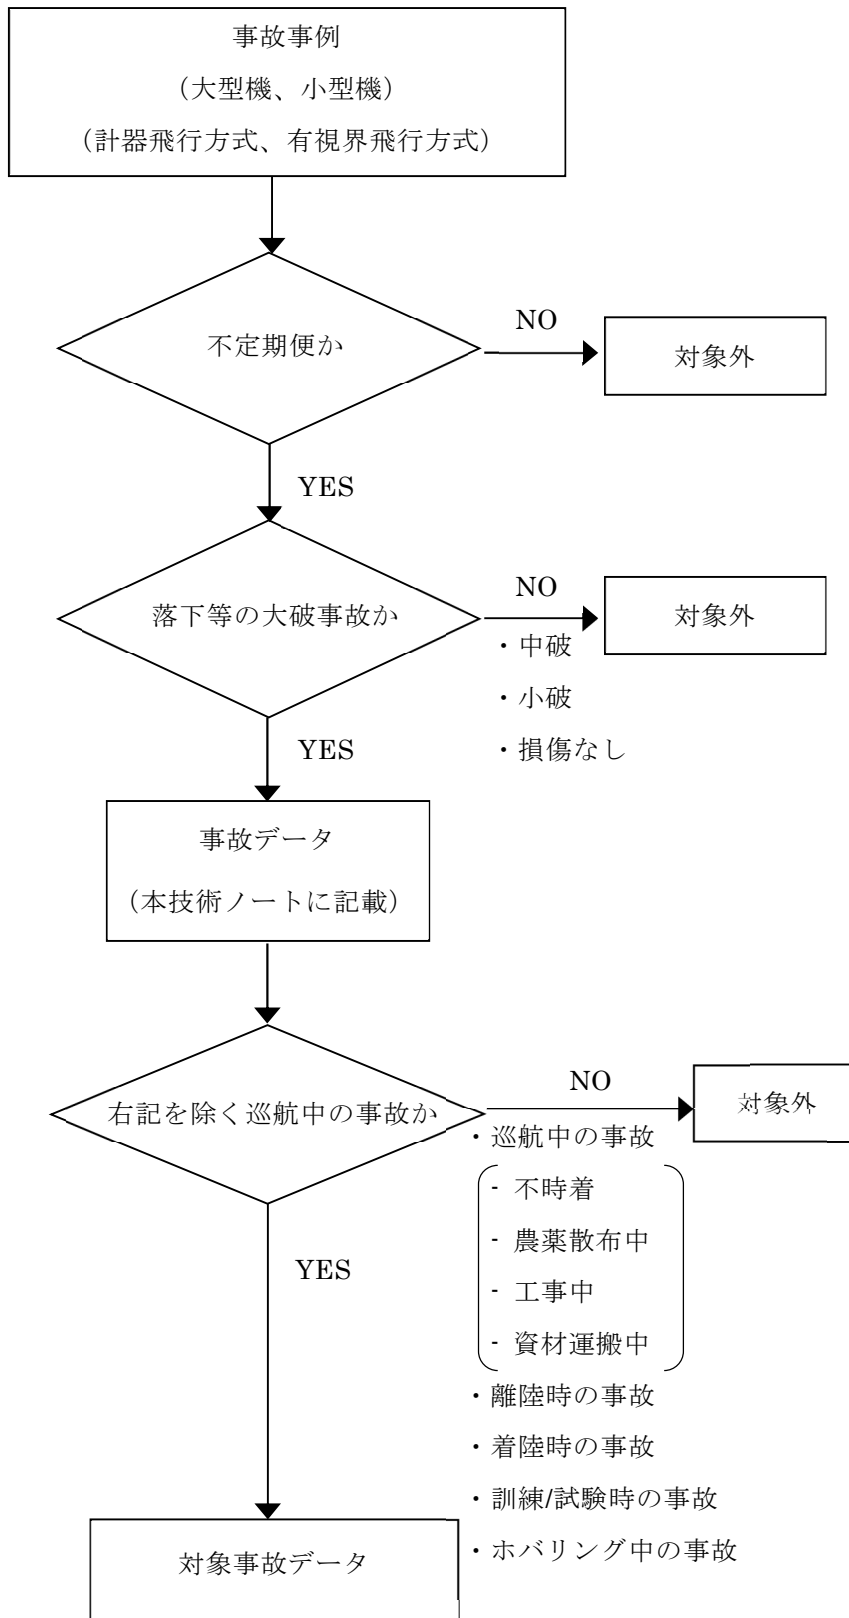 事故事例
（大型機、小型機）
（計器飛行方式、有視界飛行方式）
不定期便か
NO
対象外
YES
落下等の大破事故か
NO
対象外
・中破
・小破
・損傷なし
YES
事故データ
（本技術ノートに記載）
右記を除く巡航中の事故か
NO
対象外
・巡航中の事故
- 不時着
- 農薬散布中
- 工事中
- 資材運搬中
・離陸時の事故
・着陸時の事故
・訓練/試験時の事故
・ホバリング中の事故
YES
対象事故データ